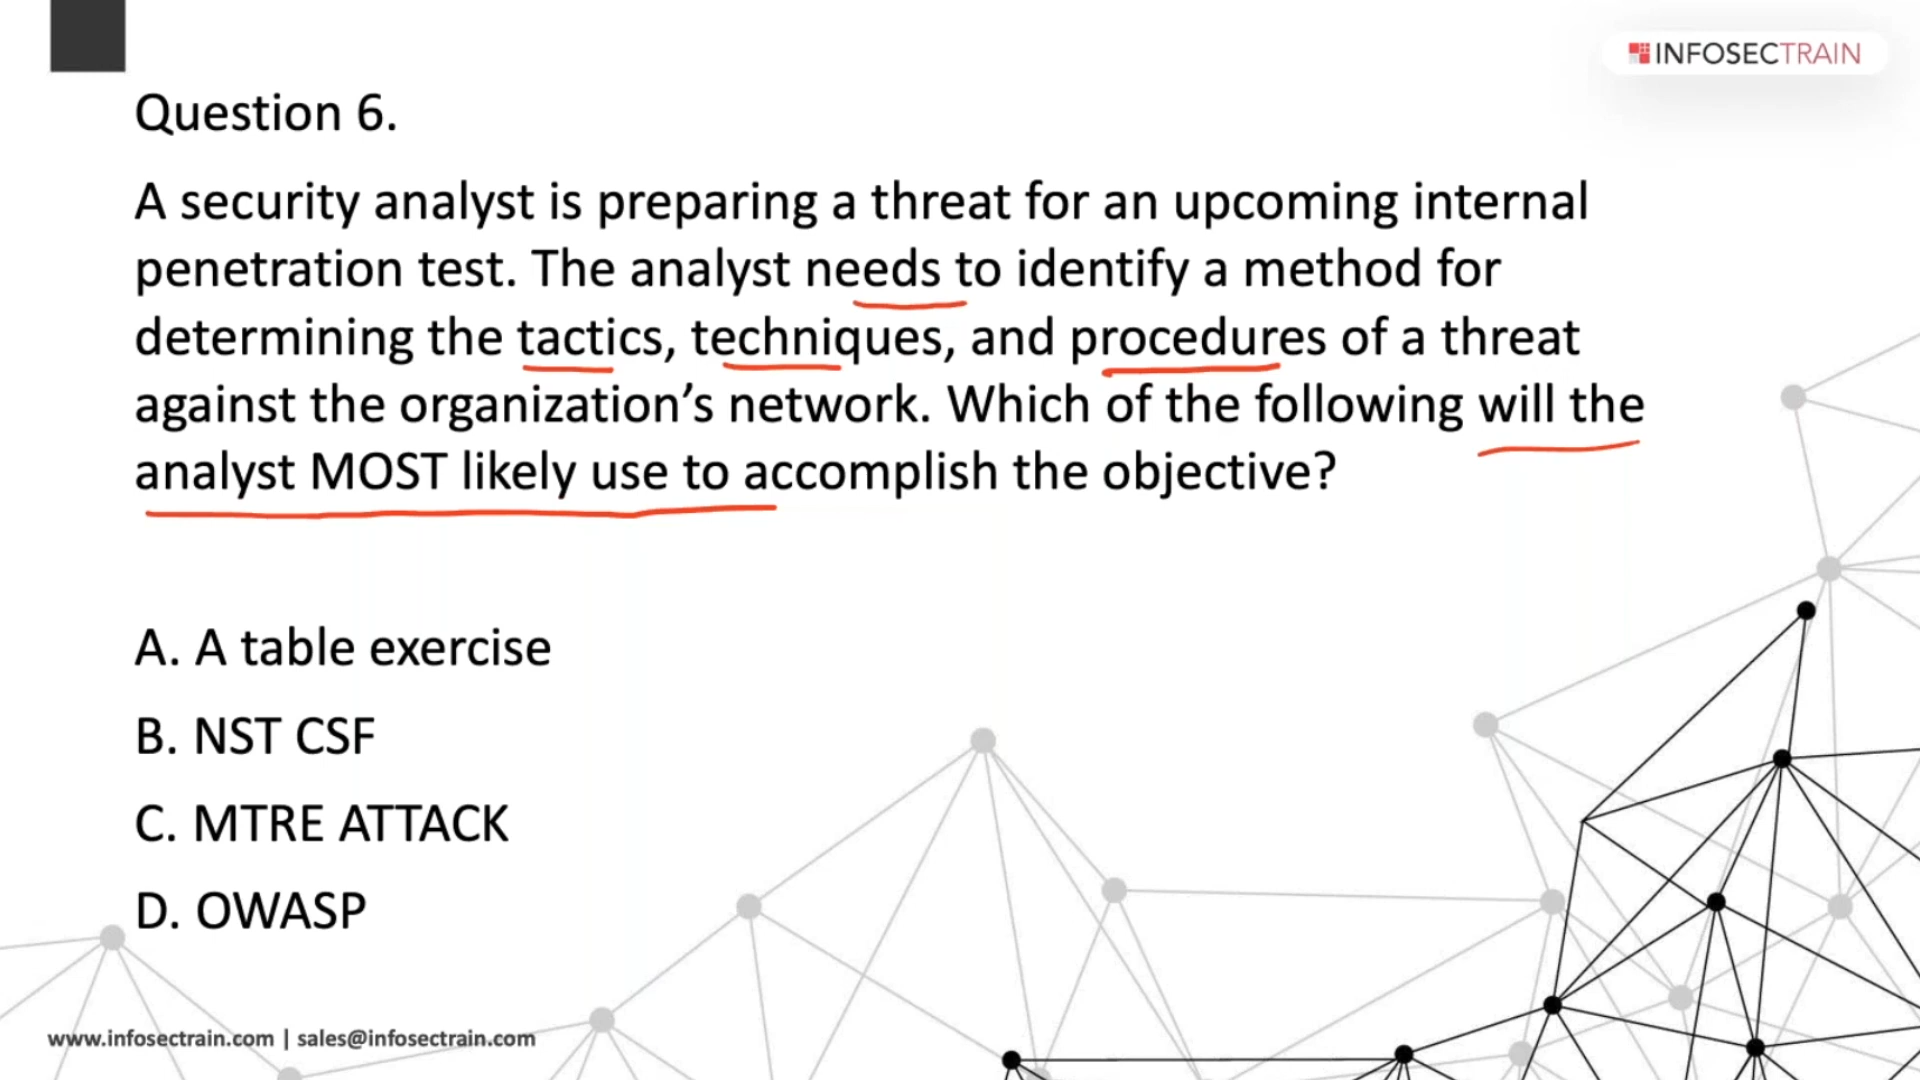 INFOSECTRAIN
Question 6.
A security analyst is preparing a threat for an upcoming internal
penetration test. The analyst needs to identify a method for
determining the tactics, techniques, and procedures of a threat
against the organization’s network. Which of the following will the
analyst MOST likely use to accomplish the objective?
A. A table exercise
B. NST CSF
C. MTRE ATTACK
D. OWASP
www.infosectrain.com | sales@infosectrain.com